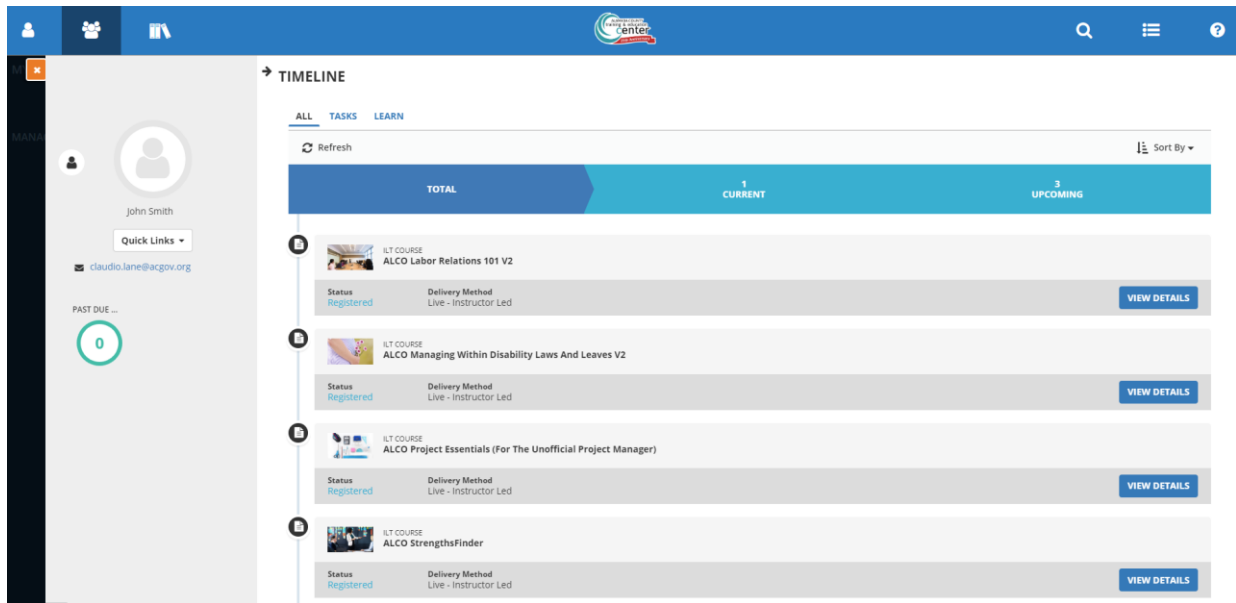 Training & Education
Center
M
MANA
TIMELINE
ALL TASKS LEARN
Refresh
Sort By
TOTAL
1
CURRENT
3
UPCOMING
John Smith
Quick Links
claudio.lane@acgov.org
PAST DUE ...
0
ILT COURSE
ALCO Labor Relations 101 V2
Status Delivery Method
Registered Live - Instructor Led
VIEW DETAILS
ILT COURSE
ALCO Managing Within Disability Laws And Leaves V2
Status Delivery Method
Registered Live - Instructor Led
VIEW DETAILS
ILT COURSE
ALCO Project Essentials (For The Unofficial Project Manager)
Status Delivery Method
Registered Live - Instructor Led
VIEW DETAILS
ILT COURSE
ALCO StrengthsFinder
Status Delivery Method
Registered Live - Instructor Led
VIEW DETAILS